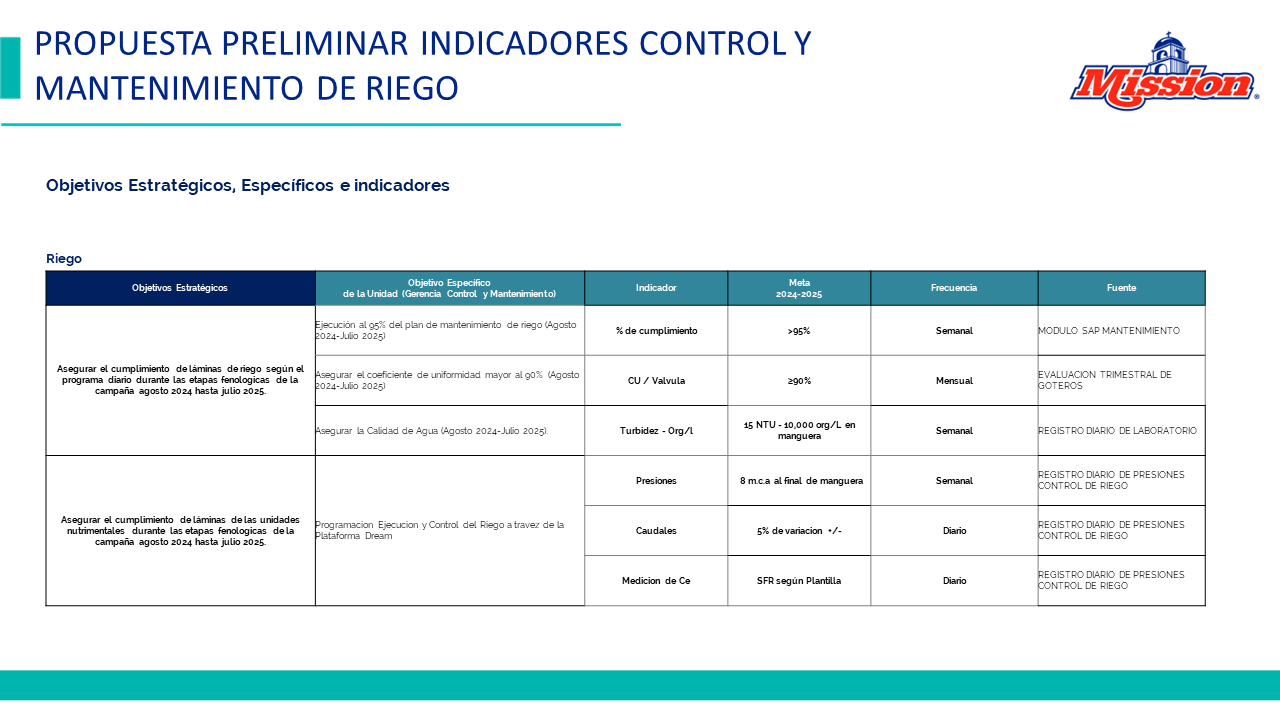 PROPUESTA PRELIMINAR INDICADORES CONTROL Y
MANTENIMIENTO DE RIEGO
Mission®
Objetivos Estratégicos, Específicos e indicadores
Riego
Objetivos Estratégicos
Objetivo Específico
de la Unidad (Gerencia Control y Mantenimiento)
Indicador
Meta
2024-2025
Frecuencia
Fuente
Asegurar el cumplimiento de láminas de riego según el
programa diario durante las etapas fenologicas de la
campaña agosto 2024 hasta julio 2025.
Ejecución al 95% del plan de mantenimiento de riego (Agosto
2024-Julio 2025)
% de cumplimiento
>95%
Semanal
MODULO SAP MANTENIMIENTO
Asegurar el coeficiente de uniformidad mayor al 90% (Agosto
2024-Julio 2025)
CU / Valvula
≥90%
Mensual
EVALUACION TRIMESTRAL DE
GOTEROS
Asegurar la Calidad de Agua (Agosto 2024-Julio 2025).
Turbidez - Org/l
15 NTU - 10,000 org/L en
manguera
Semanal
REGISTRO DIARIO DE LABORATORIO
Asegurar el cumplimiento de láminas de las unidades
nutrimentales durante las etapas fenologicas de la
campaña agosto 2024 hasta julio 2025.
Programacion Ejecucion y Control del Riego a travez de la
Plataforma Dream
Presiones
8 m.c.a al final de manguera
Semanal
REGISTRO DIARIO DE PRESIONES
CONTROL DE RIEGO
Caudales
5% de variacion +/-
Diario
REGISTRO DIARIO DE PRESIONES
CONTROL DE RIEGO
Medicion de Ce
SFR según Plantilla
Diario
REGISTRO DIARIO DE PRESIONES
CONTROL DE RIEGO